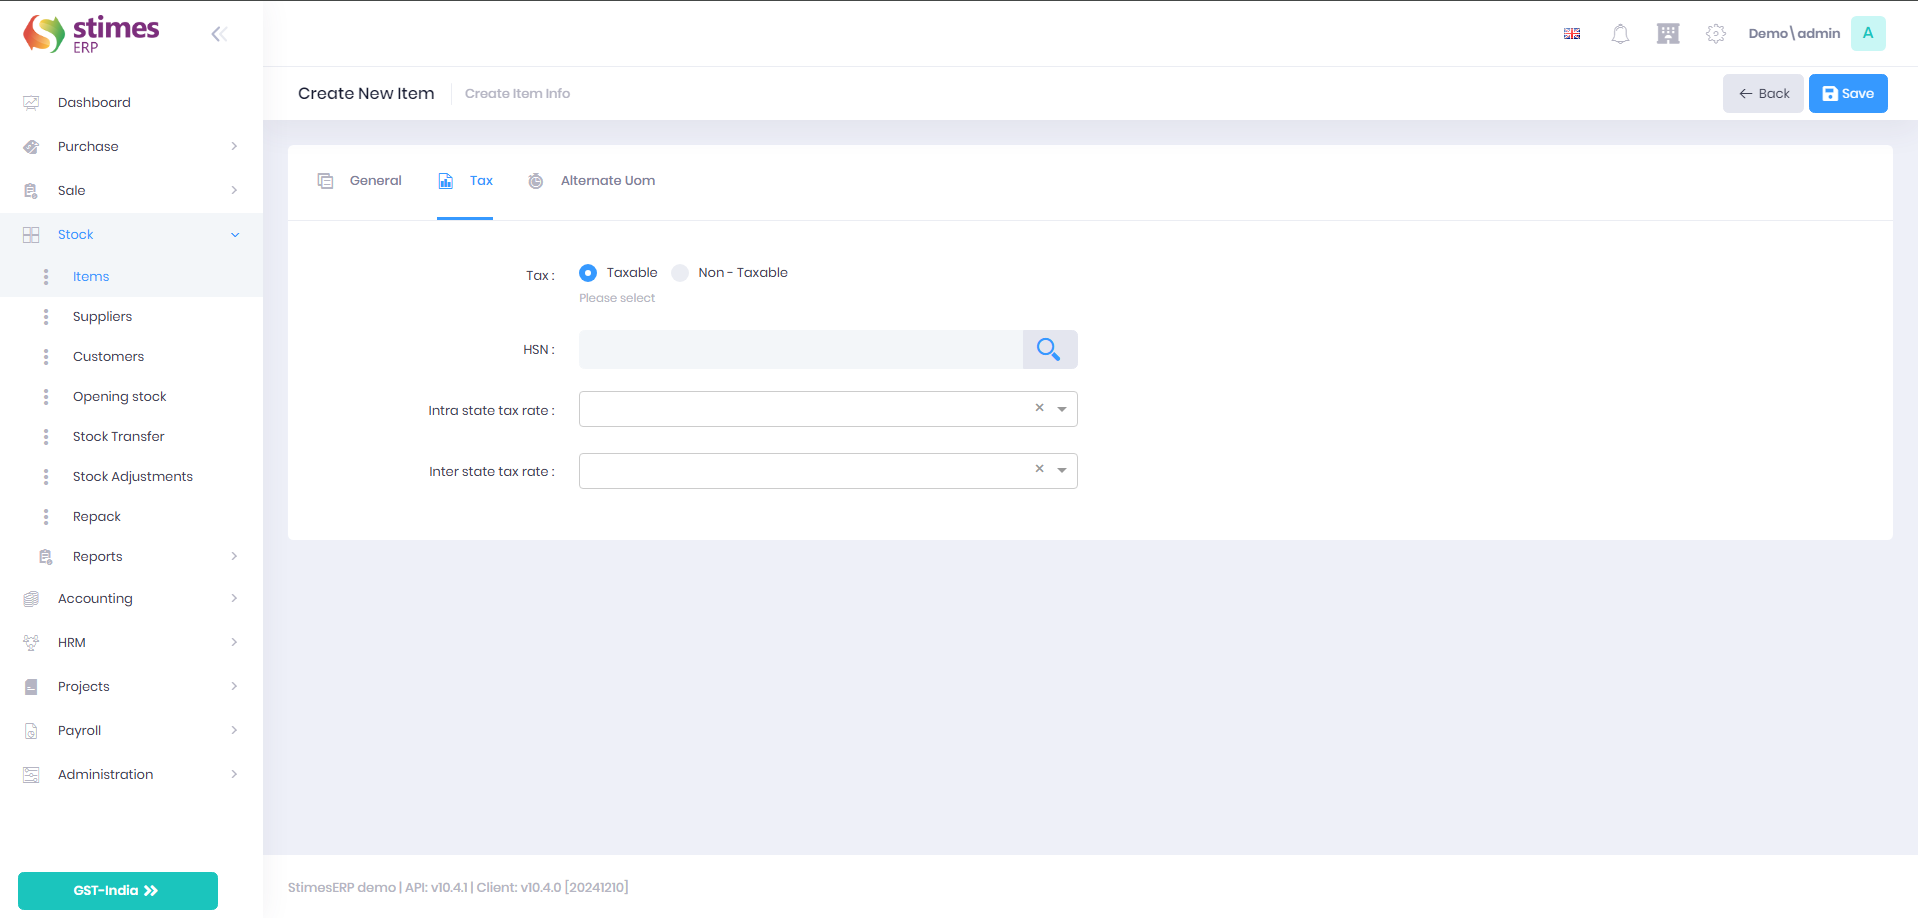 stimes
ERP
Demo\admin
A
Create New Item
Create Item Info
Back
Save
Dashboard
Purchase
Sale
Stock
Items
Suppliers
Customers
Opening stock
Stock Transfer
Stock Adjustments
Repack
Reports
Accounting
HRM
Projects
Payroll
Administration
GST-India
General
Tax
Alternate Uom
Tax :
Taxable
Non - Taxable
Please select
HSN :
Intra state tax rate :
Inter state tax rate :
StimesERP demo | API: v10.4.1 | Client: v10.4.0 [20241210]